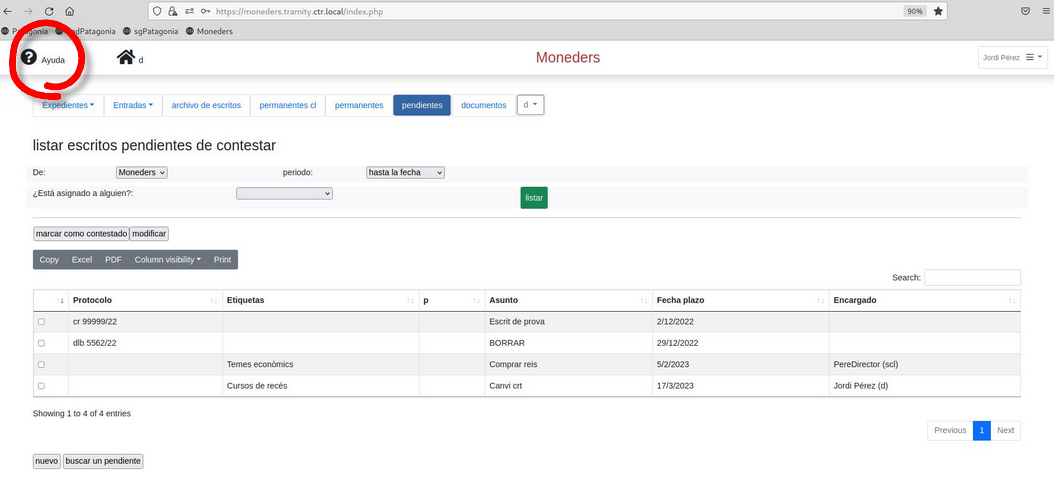 https://moneders.tramity.ctr.local/index.php 90%
sgPatagonia Moneders
Ayuda d Moneders Jordi Pérez
Expedientes Entradas archivo de escritos permanentes cl permanentes pendientes documentos d
listar escritos pendientes de contestar
De: Moneders periodo: hasta la fecha
¿Está asignado a alguien?: listar
marcar como contestado modificar
Copy Excel PDF Column visibility Print
Search:
Protocolo Etiquetas p Asunto Fecha plazo Encargado
cr 99999/22 Escrit de prova 2/12/2022
dlb 5562/22 BORRAR 29/12/2022
Temes econòmics Comprar reis 5/2/2023 PereDirector (scl)
Cursos de recés Canvi crt 17/3/2023 Jordi Pérez (d)
Showing 1 to 4 of 4 entries
Previous 1 Next
nuevo buscar un pendiente